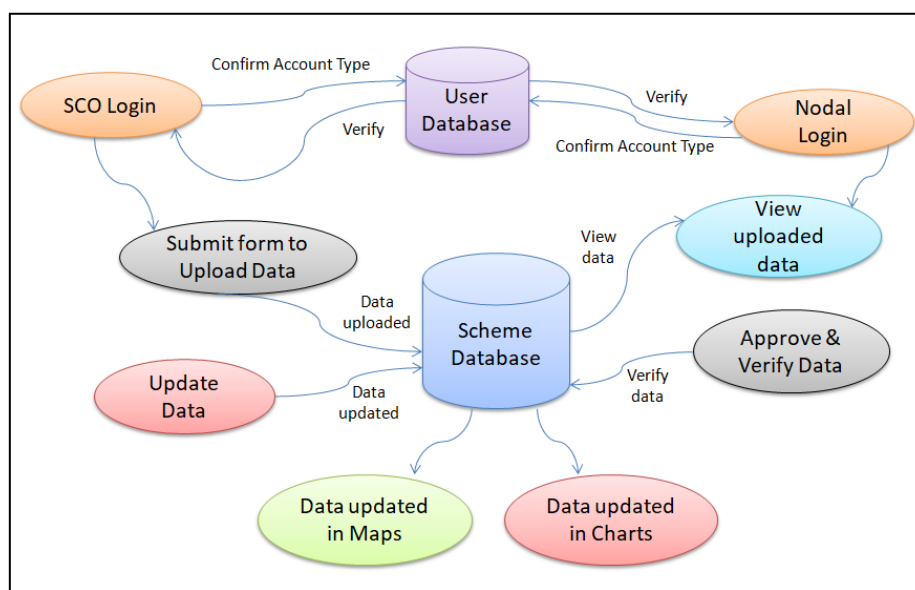 Confirm Account Type
SCO Login
User
Database
Verify
Verify
Confirm Account Type
Nodal
Login
Submit form to
Upload Data
View
data
View
uploaded
data
Data
uploaded
Scheme
Database
Approve &
Verify Data
Update
Data
Data
updated
Verify
data
Data updated
in Maps
Data updated
in Charts